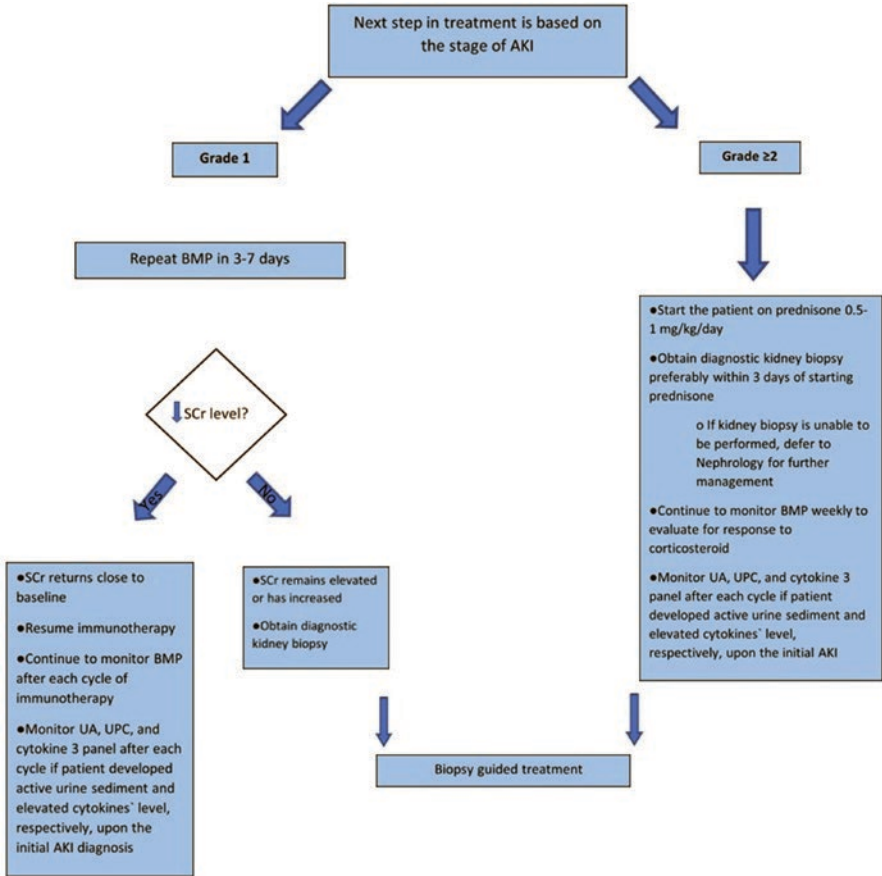 Next step in treatment is based on
the stage of AKI
Grade 1
Grade ≥2
Repeat BMP in 3-7 days
SCr level?
Yes
No
●SCr returns close to
baseline
●Resume immunotherapy
●Continue to monitor BMP
after each cycle of
immunotherapy
●Monitor UA, UPC, and
cytokine 3 panel after each
cycle if patient developed
active urine sediment and
elevated cytokines` level,
respectively, upon the
initial AKI diagnosis
●SCr remains elevated
or has increased
●Obtain diagnostic
kidney biopsy
●Start the patient on prednisone 0.5-
1 mg/kg/day
●Obtain diagnostic kidney biopsy
preferably within 3 days of starting
prednisone
o If kidney biopsy is unable to
be performed, defer to
Nephrology for further
management
●Continue to monitor BMP weekly to
evaluate for response to
corticosteroid
●Monitor UA, UPC, and cytokine 3
panel after each cycle if patient
developed active urine sediment and
elevated cytokines` level,
respectively, upon the initial AKI
Biopsy guided treatment